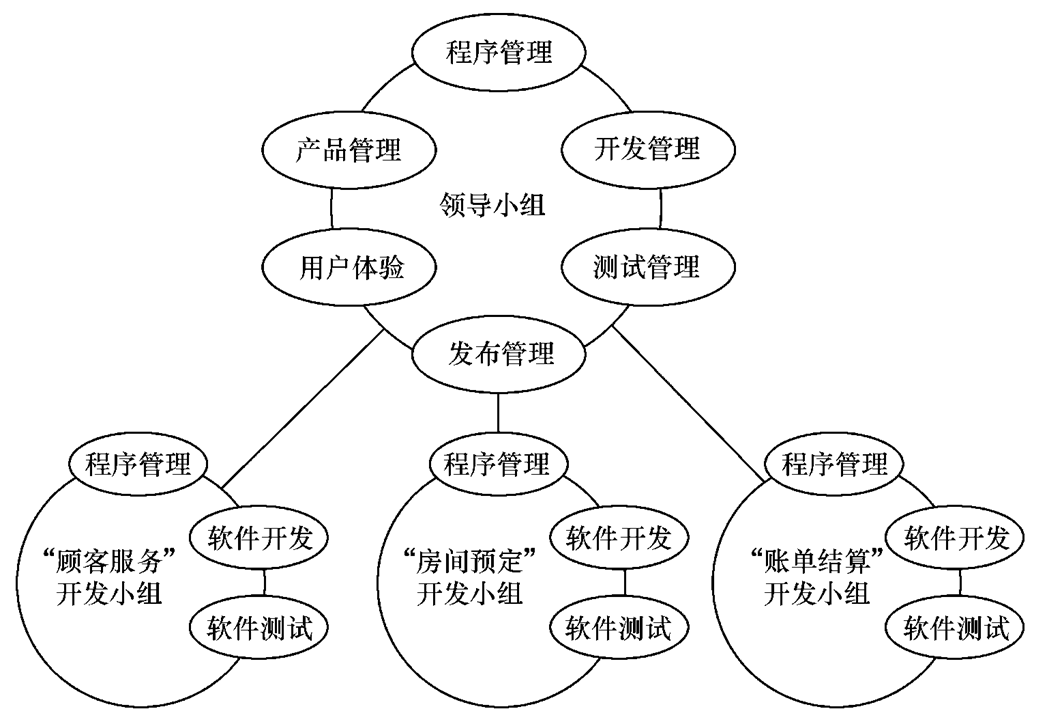 程序管理
产品管理
开发管理
领导小组
用户体验
测试管理
发布管理
程序管理
软件开发
“顾客服务”
开发小组
软件测试
程序管理
软件开发
“房间预定”
开发小组
软件测试
程序管理
软件开发
“账单结算”
开发小组
软件测试